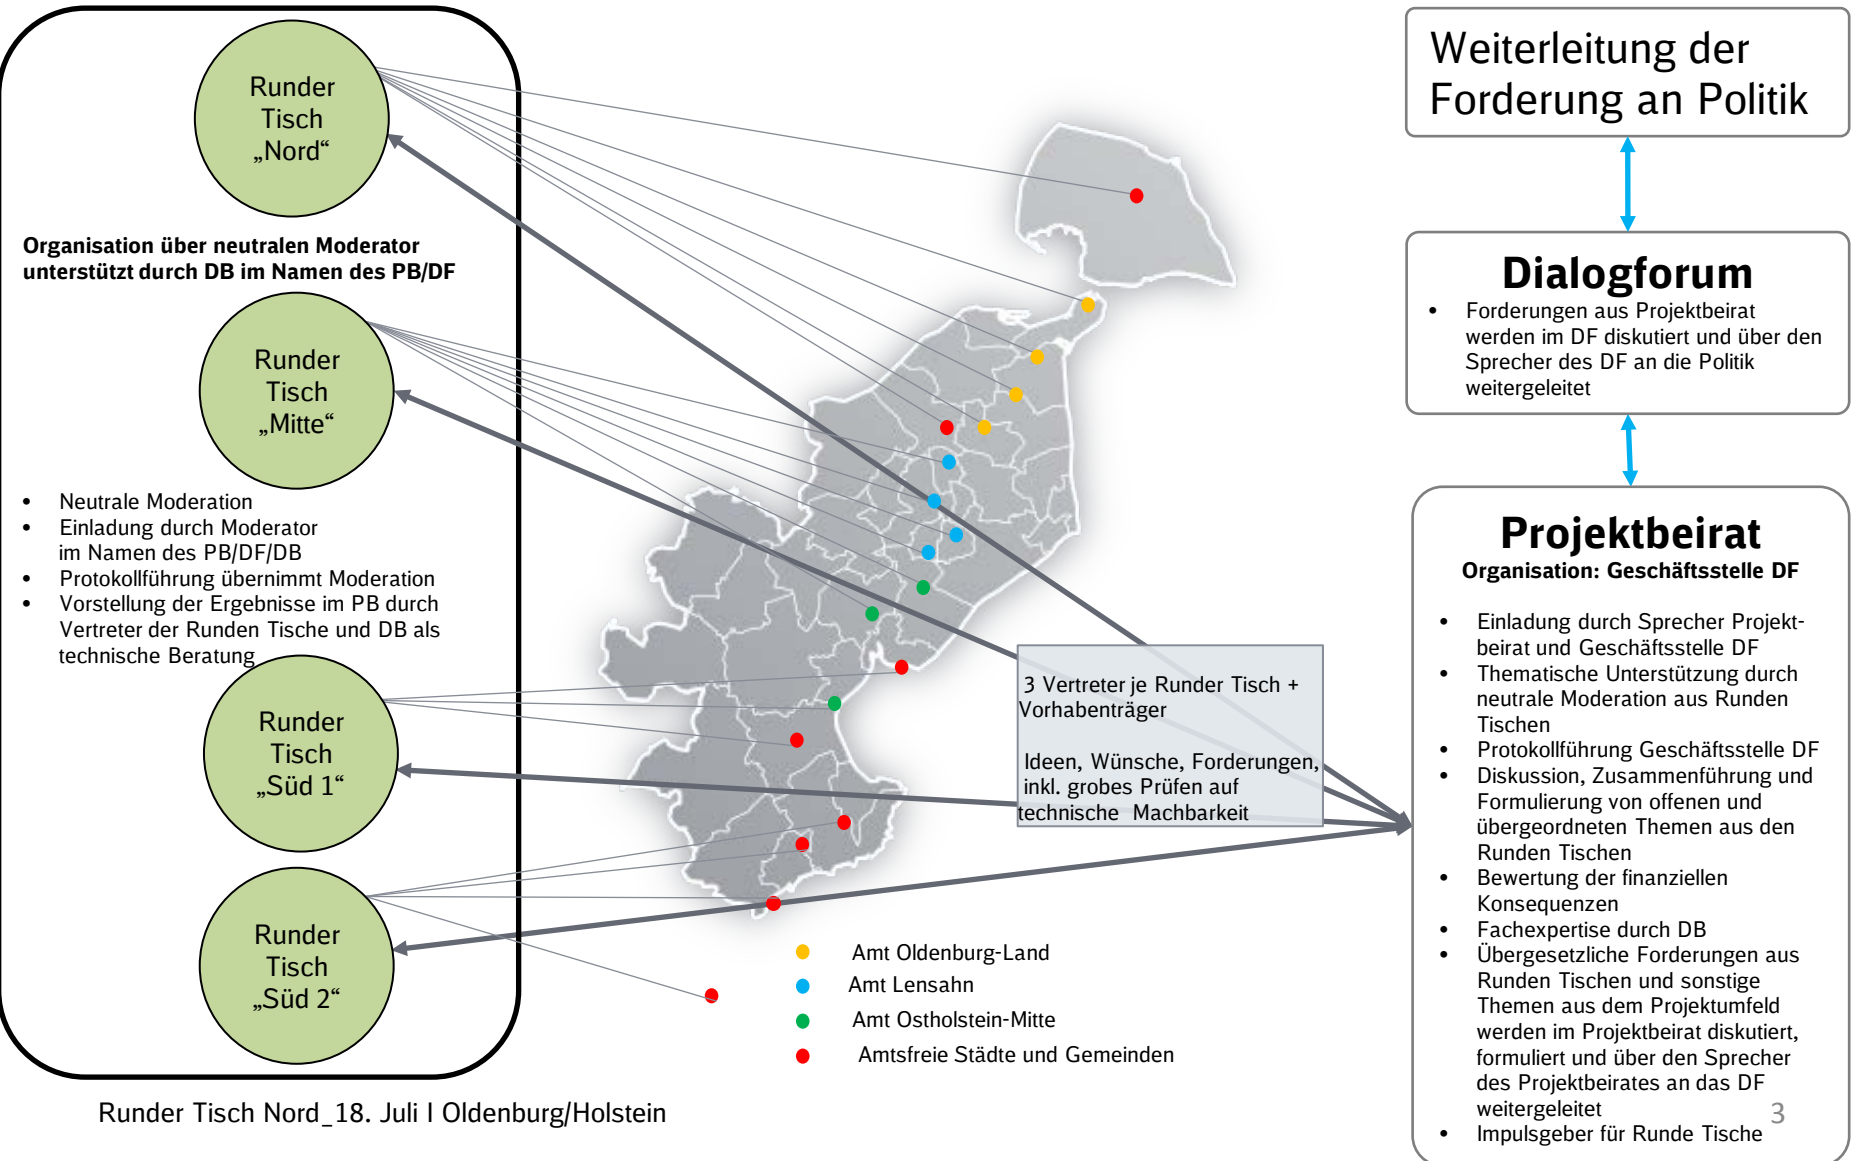 Runder
Tisch
„Nord“
Organisation über neutralen Moderator
unterstützt durch DB im Namen des PB/DF
Runder
Tisch
„Mitte“
• Neutrale Moderation
• Einladung durch Moderator
im Namen des PB/DF/DB
• Protokollführung übernimmt Moderation
• Vorstellung der Ergebnisse im PB durch
Vertreter der Runden Tische und DB als
technische Beratung
Runder
Tisch
„Süd 1“
Runder
Tisch
„Süd 2“
3 Vertreter je Runder Tisch +
Vorhabenträger
Ideen, Wünsche, Forderungen,
inkl. grobes Prüfen auf
technische Machbarkeit
Amt Oldenburg-Land
Amt Lensahn
Amt Ostholstein-Mitte
Amtsfreie Städte und Gemeinden
Weiterleitung der
Forderung an Politik
Dialogforum
• Forderungen aus Projektbeirat
werden im DF diskutiert und über den
Sprecher des DF an die Politik
weitergeleitet
Projektbeirat
Organisation: Geschäftsstelle DF
• Einladung durch Sprecher Projekt-
beirat und Geschäftsstelle DF
• Thematische Unterstützung durch
neutrale Moderation aus Runden
Tischen
• Protokollführung Geschäftsstelle DF
• Diskussion, Zusammenführung und
Formulierung von offenen und
übergeordneten Themen aus den
Runden Tischen
• Bewertung der finanziellen
Konsequenzen
• Fachexpertise durch DB
• Übergesetzliche Forderungen aus
Runden Tischen und sonstige
Themen aus dem Projektumfeld
werden im Projektbeirat diskutiert,
formuliert und über den Sprecher
des Projektbeirates an das DF
weitergeleitet
• Impulsgeber für Runde Tische
Runder Tisch Nord_18. Juli l Oldenburg/Holstein
3